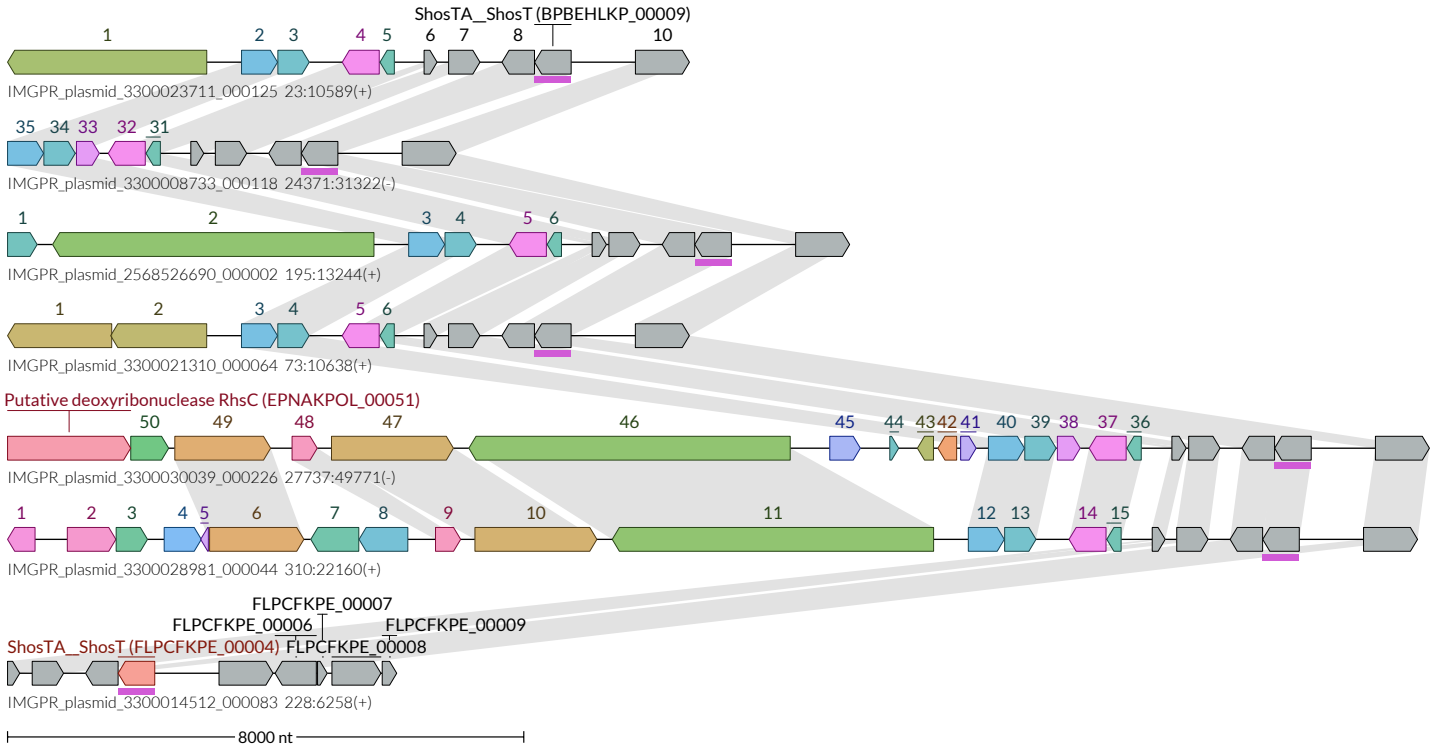 ShosTA__ShosT (BPBEHLKP_00009)
1 2 3 4 5 6 7 8 10
IMGPR_plasmid_3300023711_000125 23:10589(+)
35 34 33 32 31
IMGPR_plasmid_3300008733_000118 24371:31322(-)
1 2 3 4 5 6
IMGPR_plasmid_2568526690_000002 195:13244(+)
1 2 3 4 5 6
IMGPR_plasmid_3300021310_000064 73:10638(+)
Putative deoxyribonuclease RhsC (EPNAKPOL_00051)
50 49 48 47 46 45 44 43 42 41 40 39 38 37 36
IMGPR_plasmid_3300030039_000226 27737:49771(-)
1 2 3 4 5 6 7 8 9 10 11 12 13 14 15
IMGPR_plasmid_3300028981_000044 310:22160(+)
FLPCFKPE_00007
FLPCFKPE_00006 FLPCFKPE_00009
ShosTA__ShosT (FLPCFKPE_00004) FLPCFKPE_00008
IMGPR_plasmid_3300014512_000083 228:6258(+)
8000 nt